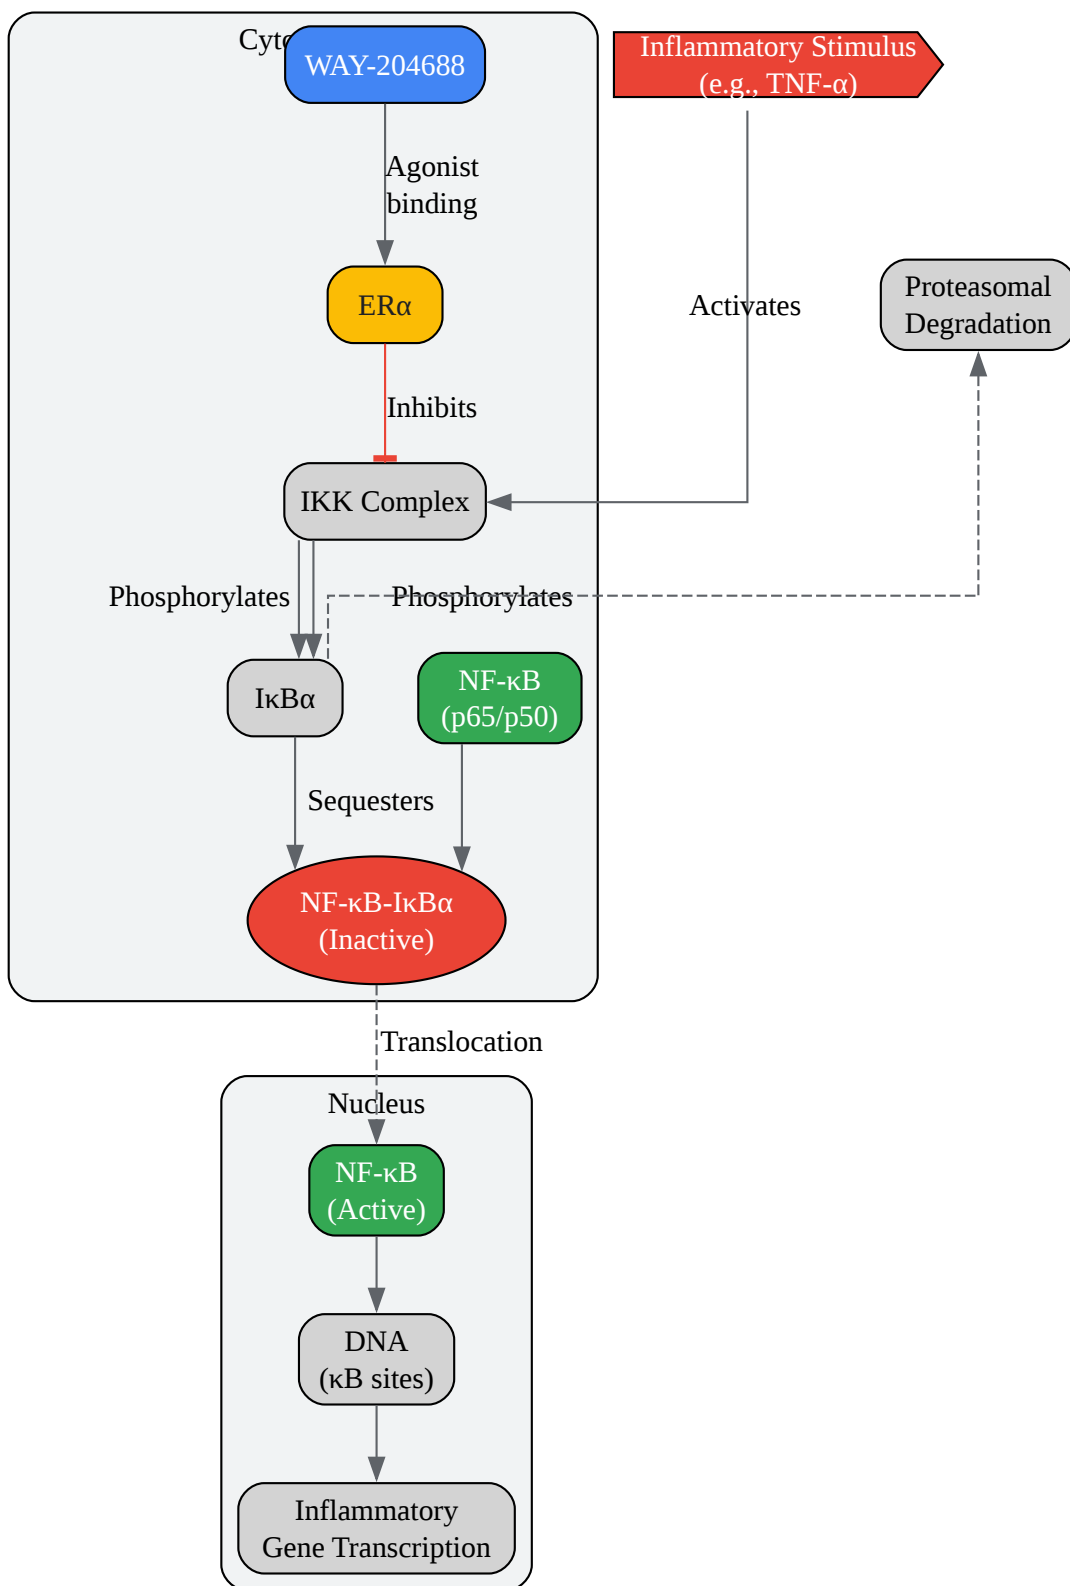 WAY-204688
Inflammatory Stimulus
(e.g., TNF-α)
Agonist
binding
ERα
Activates
Proteasomal
Degradation
Inhibits
IKK Complex
Phosphorylates
Phosphorylates
IκBα
NF-κB
(p65/p50)
Sequesters
NF-κB-IκBα
(Inactive)
Translocation
Nucleus
NF-κB
(Active)
DNA
(κB sites)
Inflammatory
Gene Transcription